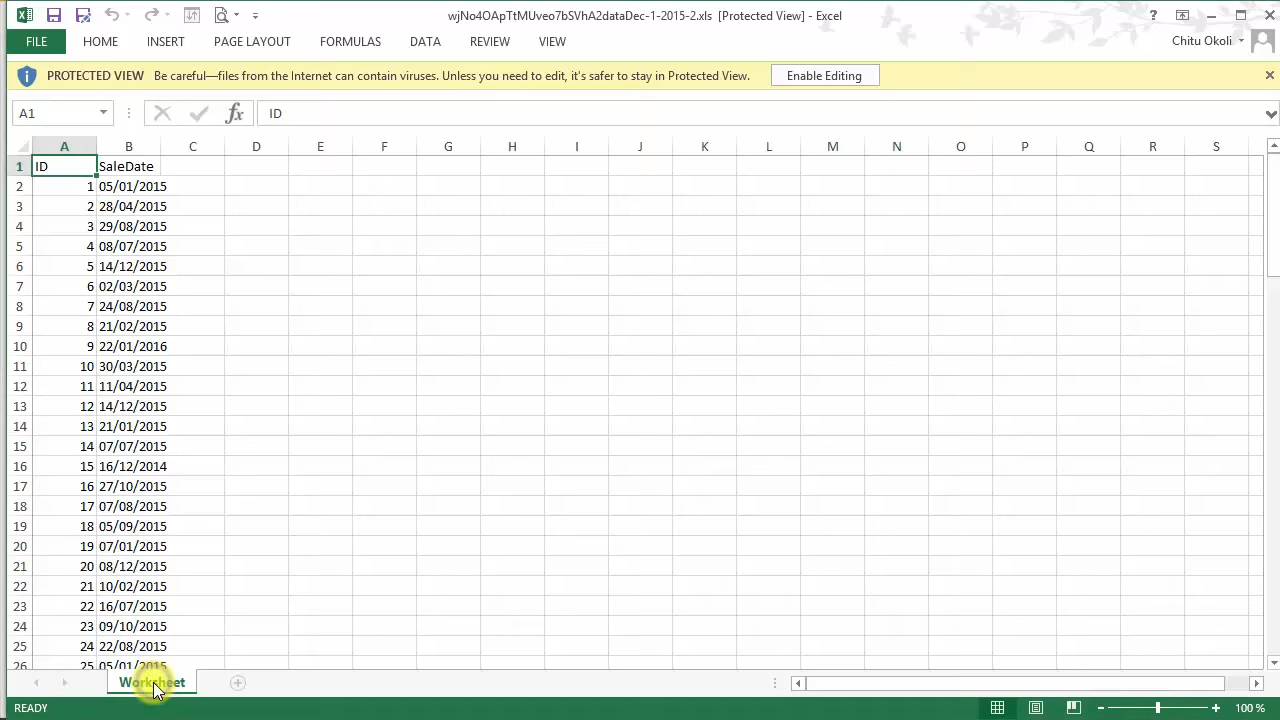 wjNo4OApTtMUveo7bSVhA2dataDec-1-2015-2.xls [Protected View] - Excel
?
FILE HOME INSERT PAGE LAYOUT FORMULAS DATA REVIEW VIEW Chitu Okoli
PROTECTED VIEW Be careful—files from the Internet can contain viruses. Unless you need to edit, it's safer to stay in Protected View. Enable Editing
A1 fx ID
A B C D E F G H I J K L M N O P Q R S
1 ID SaleDate
2 1 05/01/2015
3 2 28/04/2015
4 3 29/08/2015
5 4 08/07/2015
6 5 14/12/2015
7 6 02/03/2015
8 7 24/08/2015
9 8 21/02/2015
10 9 22/01/2016
11 10 30/03/2015
12 11 11/04/2015
13 12 14/12/2015
14 13 21/01/2015
15 14 07/07/2015
16 15 16/12/2014
17 16 27/10/2015
18 17 07/08/2015
19 18 05/09/2015
20 19 07/01/2015
21 20 08/12/2015
22 21 10/02/2015
23 22 16/07/2015
24 23 09/10/2015
25 24 22/08/2015
26 25 05/01/2015
Worksheet
READY 100 %